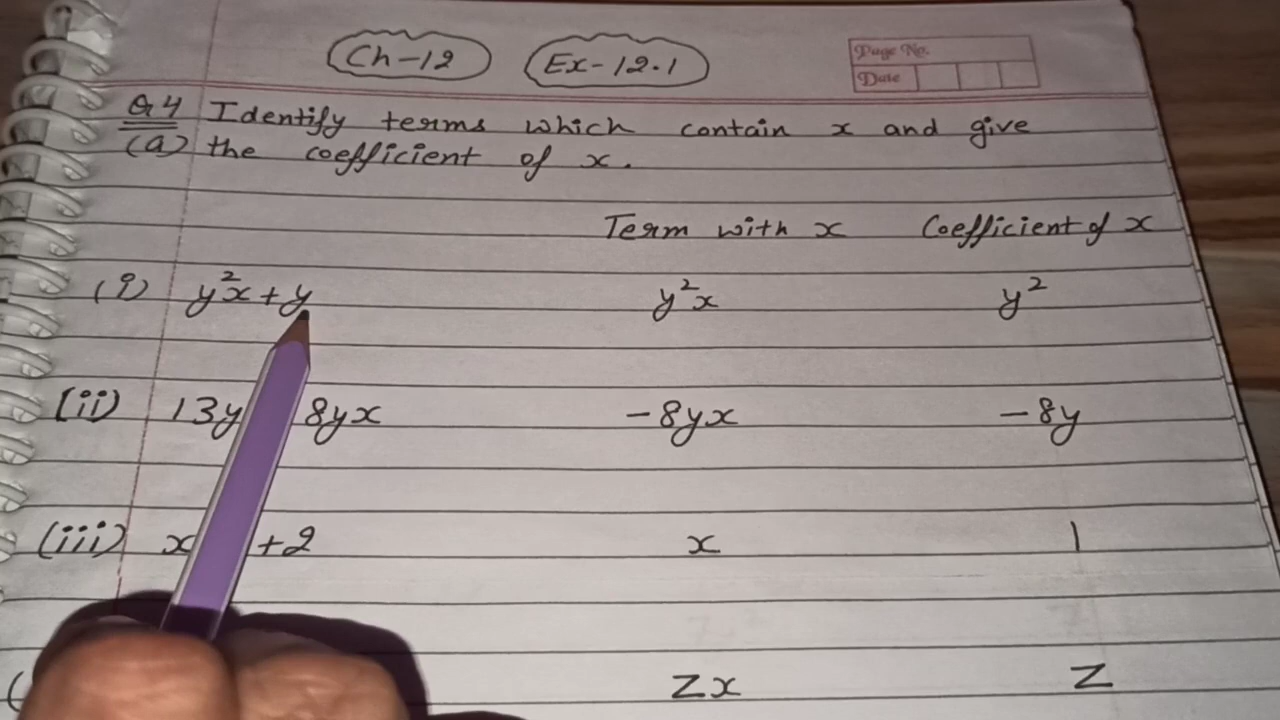 Ch-12 Ex-12.1 Page No.
Date
Q4 Identify terms which contain x and give
(a) the coefficient of x.
Term with x Coefficient of x
(i) y²x + y y²x y²
(ii) 13y 8yx -8yx -8y
(iii) x +2 x 1
( zx z